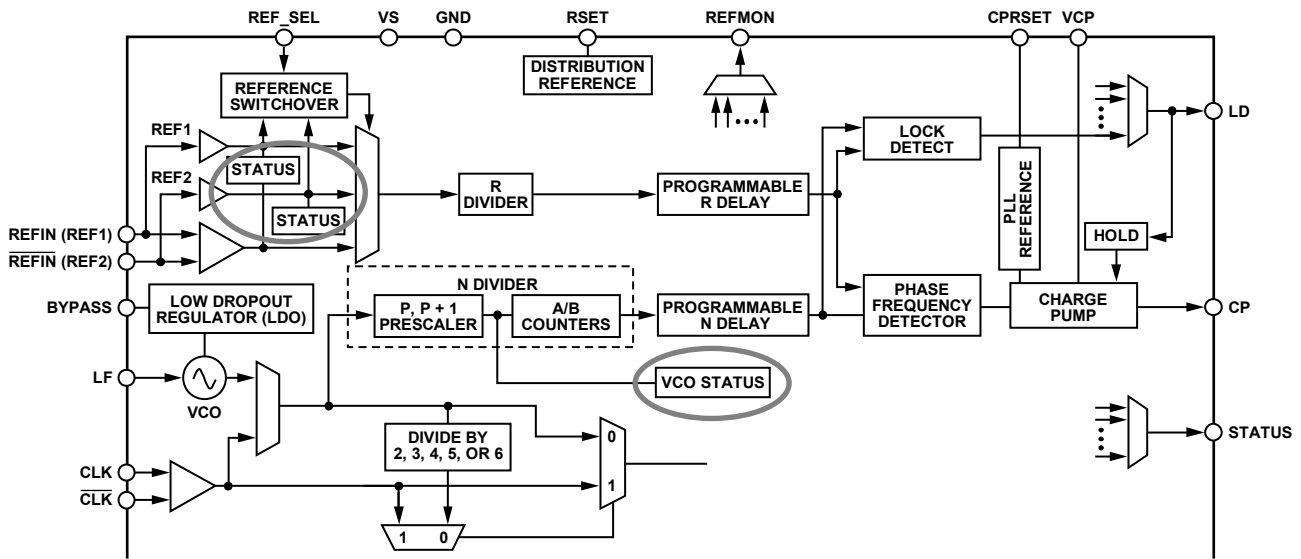 REF_SEL
VS
GND
RSET
REFMON
CPRSET
VCP
DISTRIBUTION
REFERENCE
REFERENCE
SWITCHOVER
REF1
STATUS
REF2
STATUS
R
DIVIDER
PROGRAMMABLE
R DELAY
LOCK
DETECT
LD
PLL
REFERENCE
HOLD
REFIN (REF1)
REFIN (REF2)
BYPASS
LOW DROPOUT
REGULATOR (LDO)
N DIVIDER
P, P + 1
PRESCALER
A/B
COUNTERS
PROGRAMMABLE
N DELAY
PHASE
FREQUENCY
DETECTOR
CHARGE
PUMP
CP
LF
VCO
VCO STATUS
DIVIDE BY
2, 3, 4, 5, OR 6
0
1
STATUS
CLK
CLK
1 0